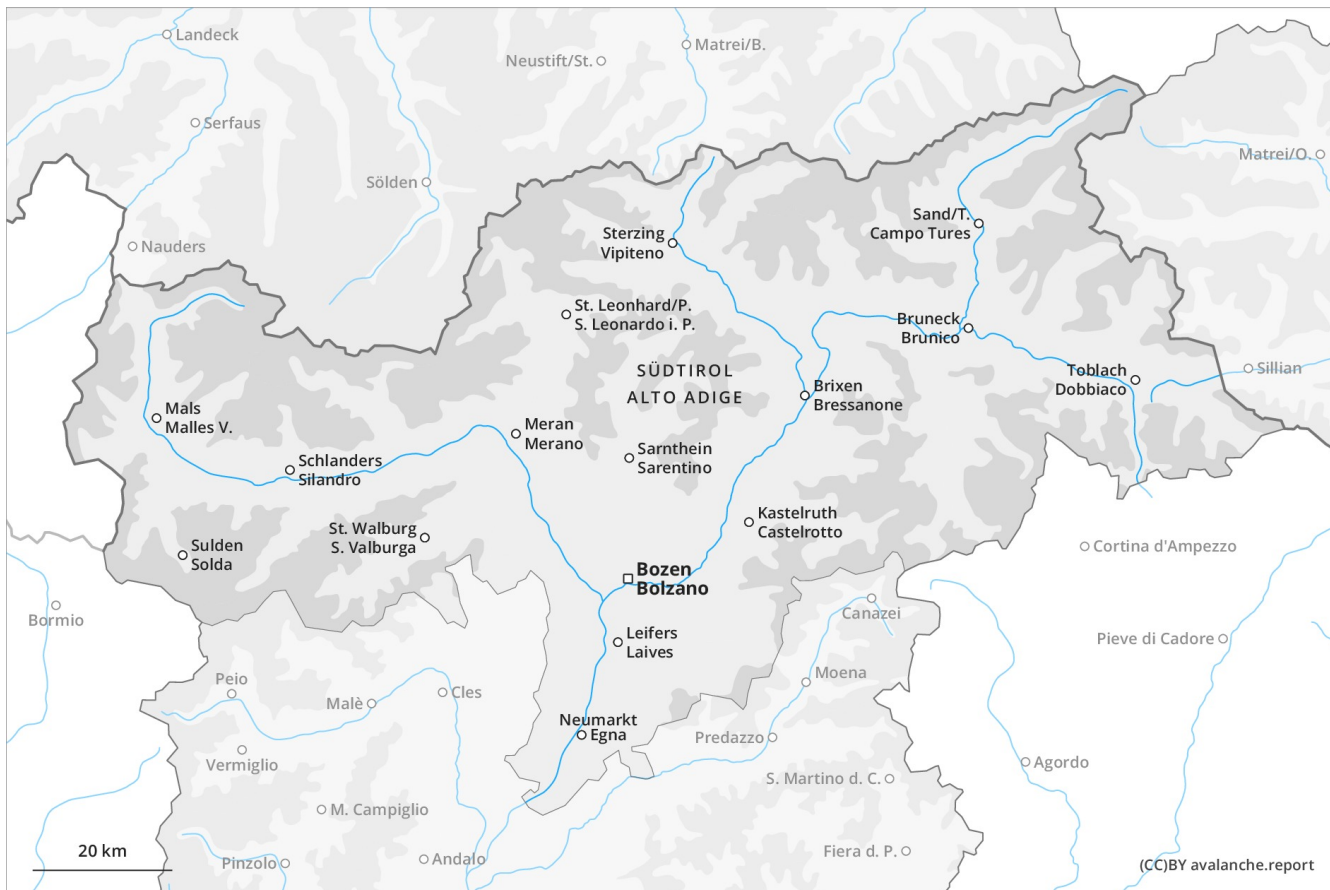 Landeck
Matrei/B.
Neustift/St.
Serfaus
Matrei/O.
Sölden
Sand/T.
Campo Tures
Sterzing
Vipiteno
Nauders
St. Leonhard/P.
S. Leonardo i. P.
Bruneck
Brunico
SÜDTIROL
ALTO ADIGE
Toblach
Dobbiaco
Sillian
Brixen
Bressanone
Mals
Malles V.
Meran
Merano
Sarnthein
Sarentino
Schlanders
Silandro
St. Walburg
S. Valburga
Kastelruth
Castelrotto
Sulden
Solda
Cortina d'Ampezzo
Bozen
Bolzano
Bormio
Canazei
Leifers
Laives
Pieve di Cadore
Peio
Moena
Malè
Cles
Neumarkt
Egna
Predazzo
Vermiglio
Agordo
S. Martino d. C.
M. Campiglio
20 km
Pinzolo
Andalo
Fiera d. P.
(CC)BY avalanche.report